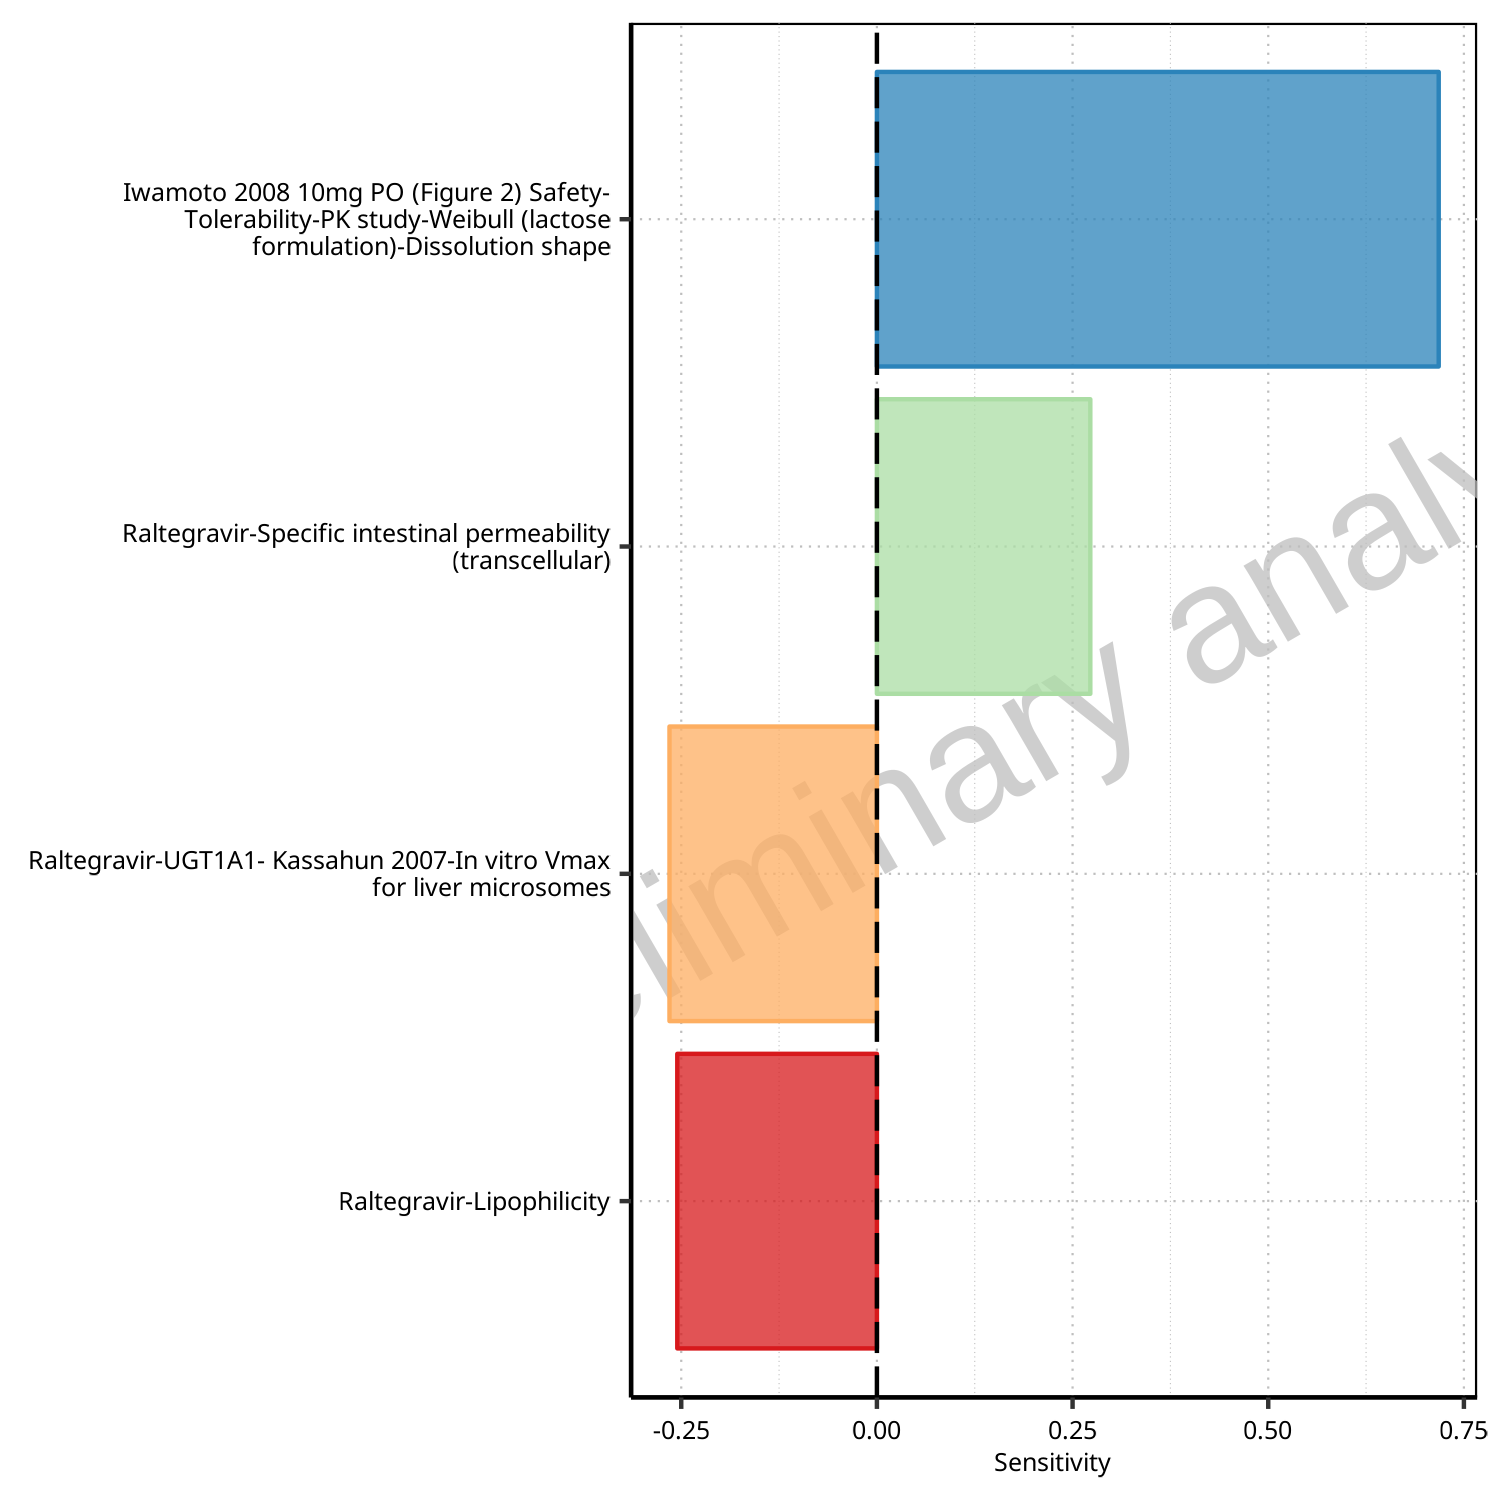 Iwamoto 2008 10mg PO (Figure 2) Safety-
Tolerability-PK study-Weibull (lactose
formulation)-Dissolution shape
Raltegravir-Specific intestinal permeability
(transcellular)
Raltegravir-UGT1A1- Kassahun 2007-In vitro Vmax
for liver microsomes
Raltegravir-Lipophilicity
-0.25 0.00 0.25 0.50 0.75
Sensitivity